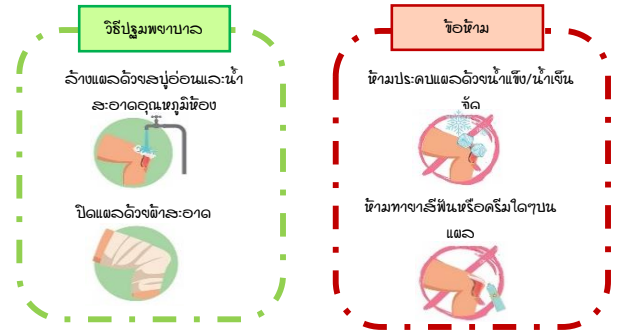 วิธีปฐมพยาบาล
ล้างแผลด้วยสบู่อ่อนและน้ำ
สะอาดอุณหภูมิห้อง
ปิดแผลด้วยผ้าสะอาด
ข้อห้าม
ห้ามประคบแผลด้วยน้ำแข็ง/น้ำเย็น
จัด
ห้ามทายาสีฟันหรือครีมใดๆบน
แผล